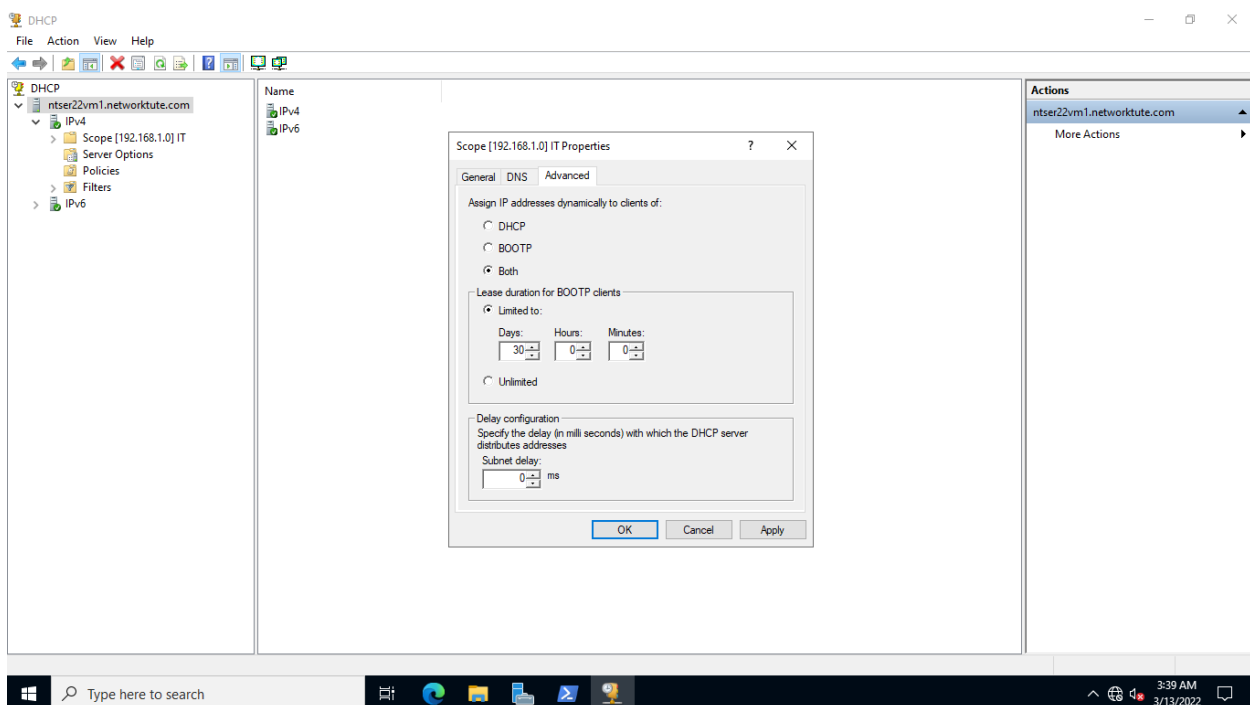 DHCP
File Action View Help
DHCP
ntser22vm1.networktute.com
IPv4
Scope [192.168.1.0] IT
Server Options
Policies
Filters
IPv6
Name
IPv4
IPv6
Scope [192.168.1.0] IT Properties
General DNS Advanced
Assign IP addresses dynamically to clients of:
DHCP
BOOTP
Both
Lease duration for BOOTP clients
Limited to:
Days: Hours: Minutes:
30 0 0
Unlimited
Delay configuration
Specify the delay (in milli seconds) with which the DHCP server
distributes addresses
Subnet delay:
0 ms
OK Cancel Apply
Actions
ntser22vm1.networktute.com
More Actions
Type here to search
3:39 AM
3/13/2022